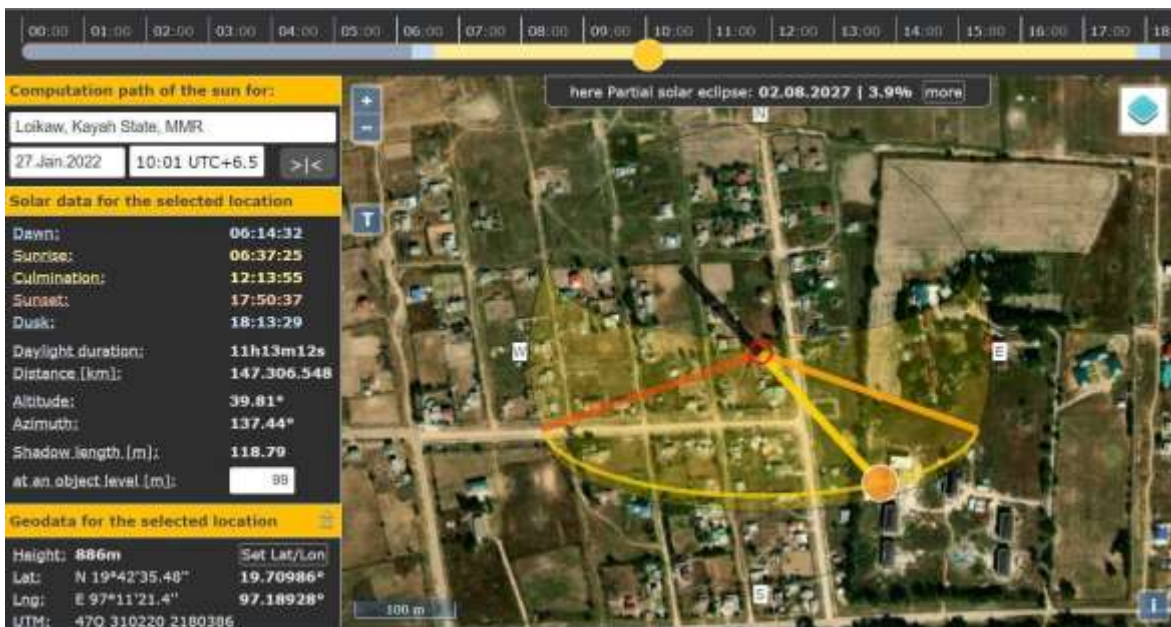 00:00 01:00 02:00 03:00 04:00 05:00 06:00 07:00 08:00 09:00 10:00 11:00 12:00 13:00 14:00 15:00 16:00 17:00 18
Computation path of the sun for:
Loikaw, Kayah State, MMR
27.Jan.2022 10:01 UTC+6.5 >|<
Solar data for the selected location
Dawn: 06:14:32
Sunrise: 06:37:25
Culmination: 12:13:55
Sunset: 17:50:37
Dusk: 18:13:29
Daylight duration: 11h13m12s
Distance [km]: 147.306.548
Altitude: 39.81°
Azimuth: 137.44°
Shadow length [m]: 118.79
at an object level [m]: 99
Geodata for the selected location
Height: 886m Set Lat/Lon
Lat: N 19°42'35.48" 19.70986°
Lng: E 97°11'21.4" 97.18928°
UTM: 47Q 310220 2180386
+
−
T
here Partial solar eclipse: 02.08.2027 | 3.9% more
N
W
E
S
100 m
i